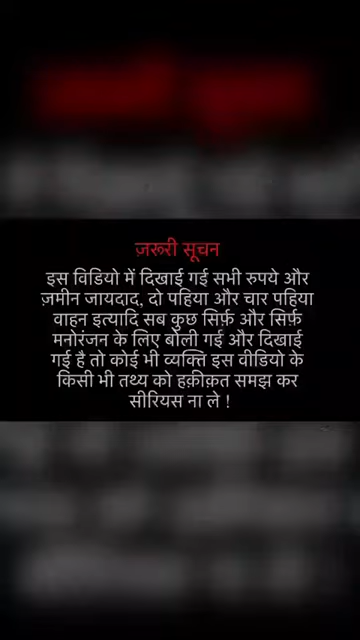 ज़रूरी सूचन
इस विडियो में दिखाई गई सभी रुपये और
ज़मीन जायदाद, दो पहिया और चार पहिया
वाहन इत्यादि सब कुछ सिर्फ़ और सिर्फ़
मनोरंजन के लिए बोली गई और दिखाई
गई है तो कोई भी व्यक्ति इस वीडियो के
किसी भी तथ्य को हक़ीक़त समझ कर
सीरियस ना ले !